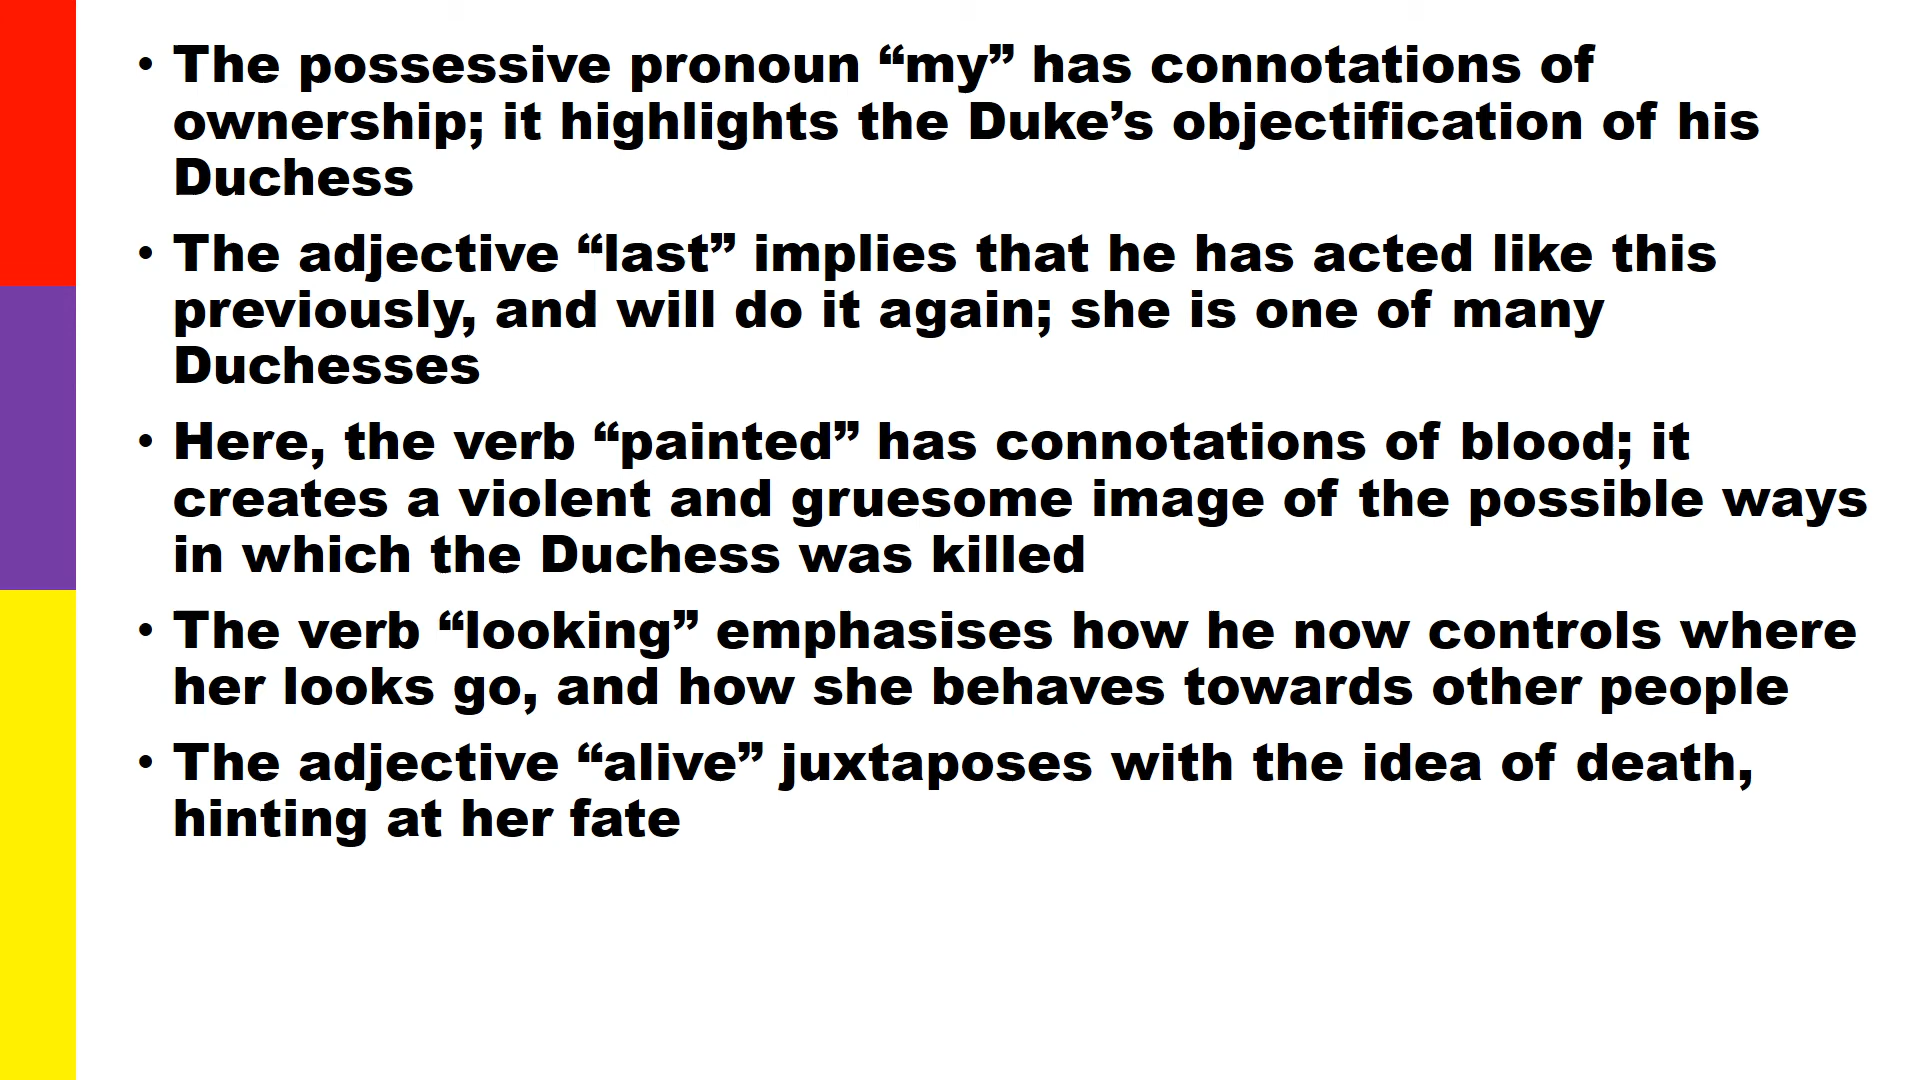 • The possessive pronoun “my” has connotations of
ownership; it highlights the Duke’s objectification of his
Duchess
• The adjective “last” implies that he has acted like this
previously, and will do it again; she is one of many
Duchesses
• Here, the verb “painted” has connotations of blood; it
creates a violent and gruesome image of the possible ways
in which the Duchess was killed
• The verb “looking” emphasises how he now controls where
her looks go, and how she behaves towards other people
• The adjective “alive” juxtaposes with the idea of death,
hinting at her fate